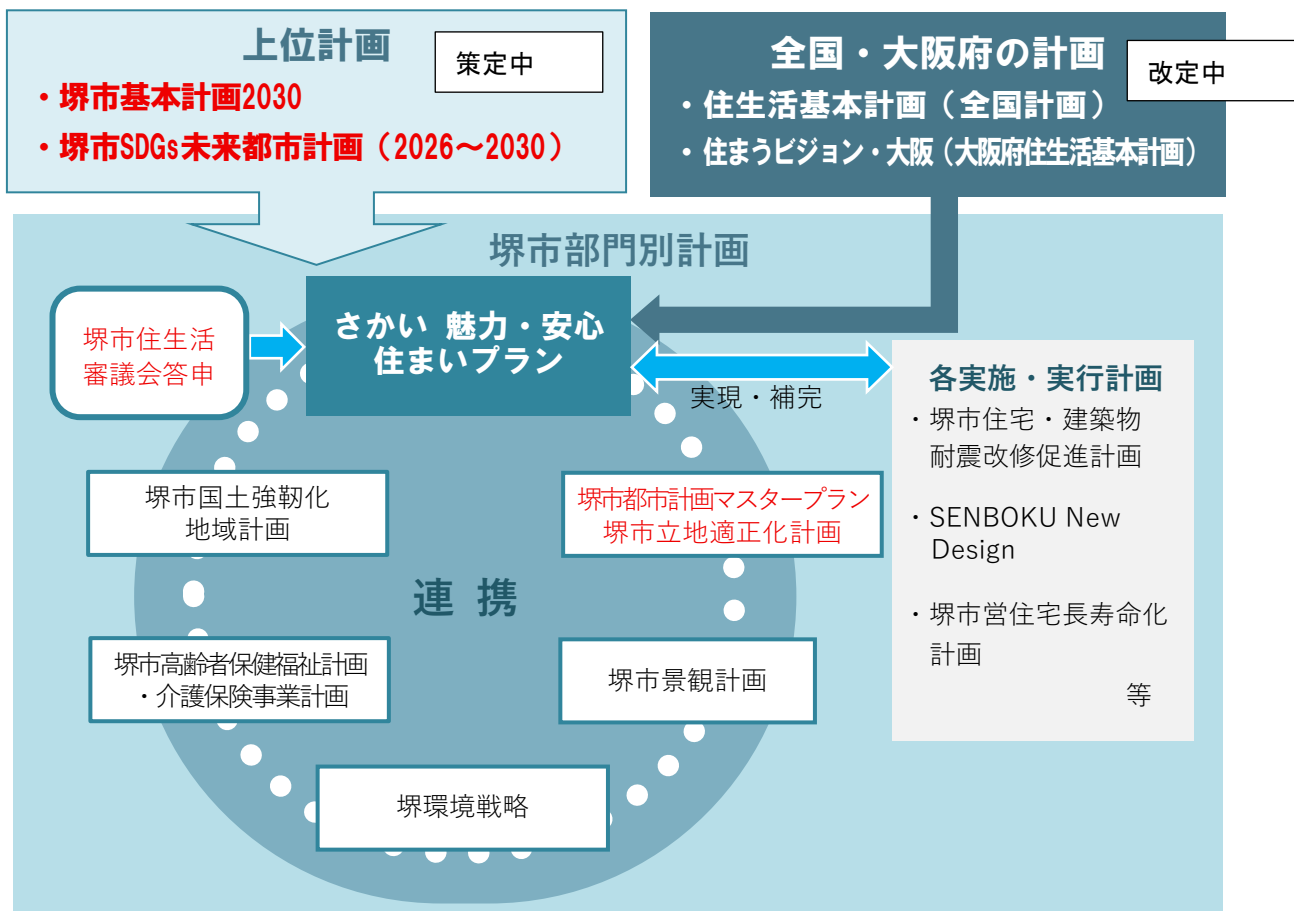 上位計画
策定中
・堺市基本計画2030
・堺市SDGs未来都市計画（2026～2030）
全国・大阪府の計画
改定中
・住生活基本計画（全国計画）
・住まうビジョン・大阪（大阪府住生活基本計画）
堺市部門別計画
堺市住生活
審議会答申
さかい 魅力・安心
住まいプラン
実現・補完
各実施・実行計画
・堺市住宅・建築物
耐震改修促進計画
・SENBOKU New
Design
・堺市営住宅長寿命化
計画
等
堺市国土強靭化
地域計画
堺市都市計画マスタープラン
堺市立地適正化計画
連 携
堺市高齢者保健福祉計画
・介護保険事業計画
堺市景観計画
堺環境戦略